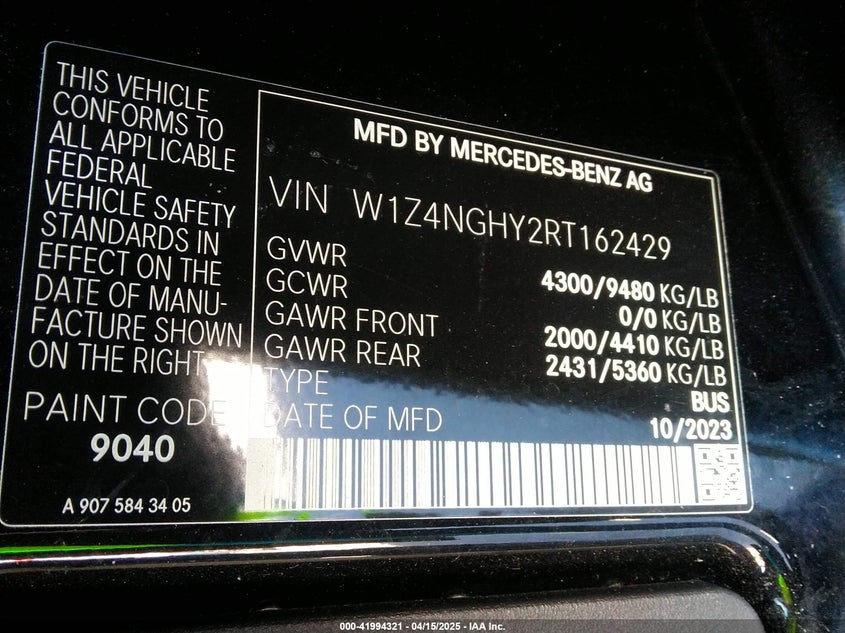 THIS VEHICLE
CONFORMS TO
ALL APPLICABLE
FEDERAL
VEHICLE SAFETY
STANDARDS IN
EFFECT ON THE
DATE OF MANU-
FACTURE SHOWN
ON THE RIGHT
PAINT CODE
9040
A 907 584 34 05
MFD BY MERCEDES-BENZ AG
VIN W1Z4NGHY2RT162429
GVWR 4300/9480 KG/LB
GCWR 0/0 KG/LB
GAWR FRONT 2000/4410 KG/LB
GAWR REAR 2431/5360 KG/LB
TYPE BUS
DATE OF MFD 10/2023
000-41994321 - 04/15/2025 - IAA Inc.